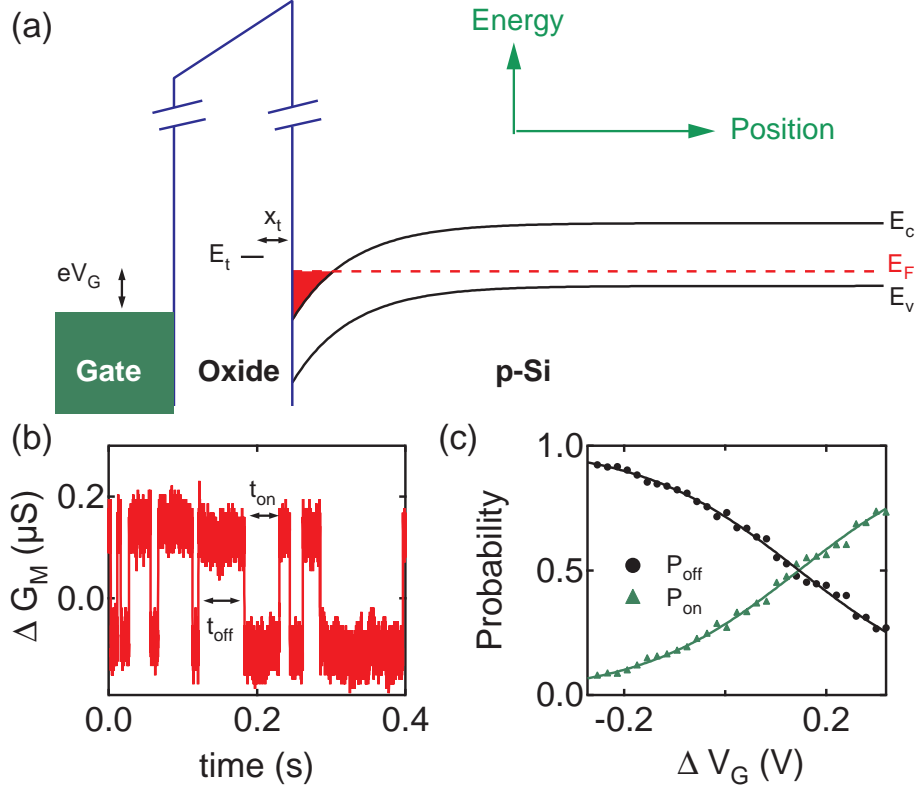 (a)
Energy
Position
x_t
E_t
E_c
E_F
E_v
eV_G
Gate
Oxide
p-Si
(b)
Δ G_M (μS)
0.2
0.0
t_on
t_off
0.0
0.2
0.4
time (s)
(c)
Probability
1.0
0.5
0.0
P_off
P_on
-0.2
0.2
Δ V_G (V)